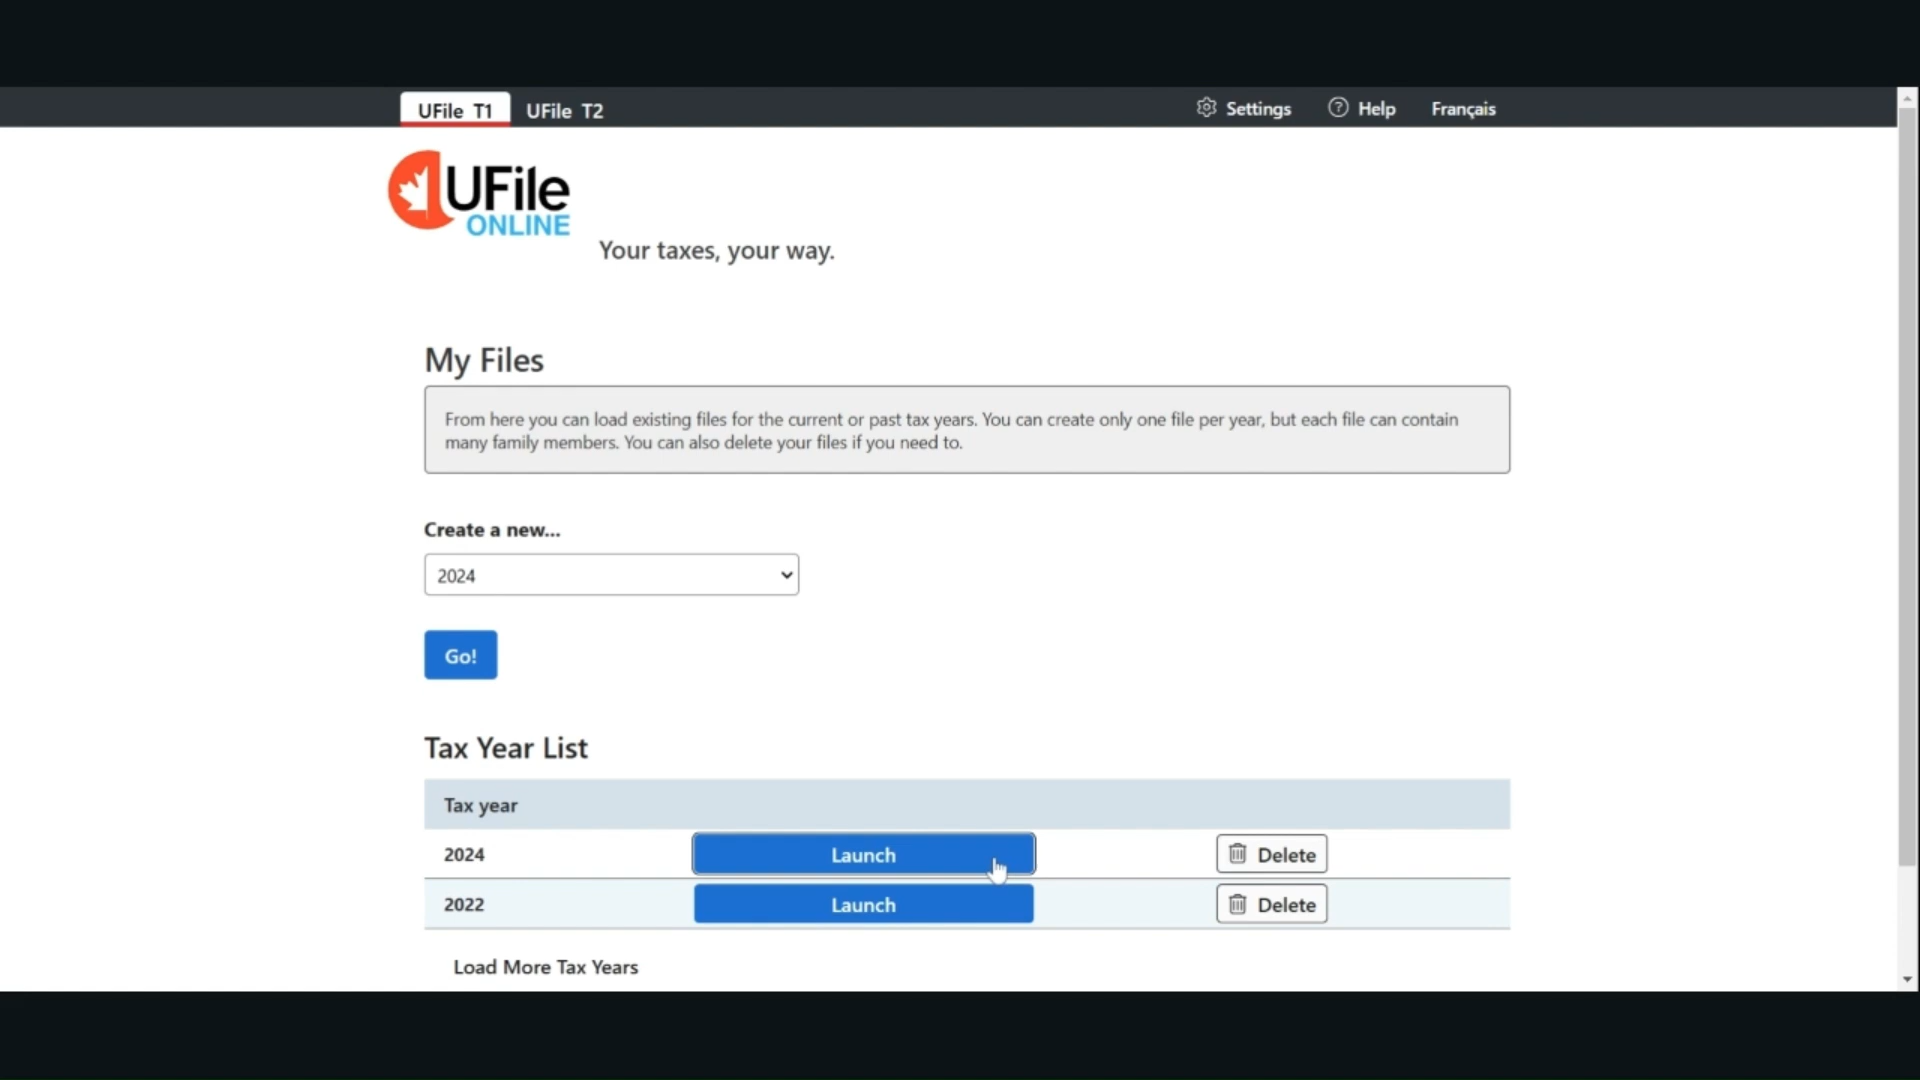 UFile T1
UFile T2
Settings
Help
Français
UFile
ONLINE
Your taxes, your way.
My Files
From here you can load existing files for the current or past tax years. You can create only one file per year, but each file can contain
many family members. You can also delete your files if you need to.
Create a new...
2024
Go!
Tax Year List
Tax year
2024
Launch
Delete
2022
Launch
Delete
Load More Tax Years